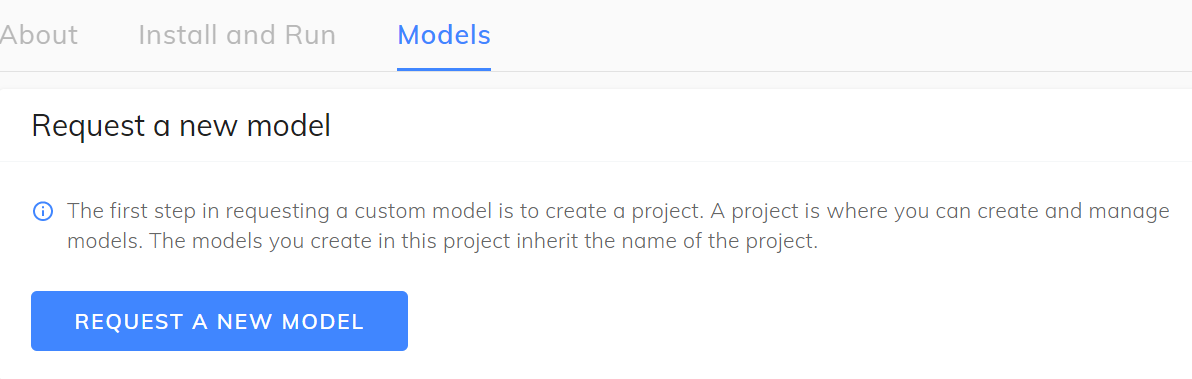 About Install and Run Models
Request a new model
The first step in requesting a custom model is to create a project. A project is where you can create and manage
models. The models you create in this project inherit the name of the project.
REQUEST A NEW MODEL